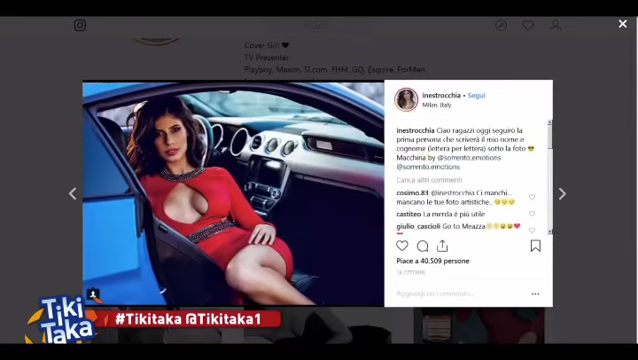 Cover Girl
TV Presenter
Playboy, Maxim, SI.com, FHM, GQ, Esquire, ForMen
inestrocchia • Segui
Milan, Italy
inestrocchia Ciao ragazzi oggi seguirò la
prima persona che scriverà il mio nome e
cognome (lettera per lettera) sotto la foto 😎
Macchina by @sorrento.emotions
@sorrento.emotions
Carica altri commenti
cosimo.83 @inestrocchia Ci manchi...
mancano le tue foto artistiche..
castiteo La merda è più utile
giulio_cascioli Go to Meazza
Piace a 40.509 persone
Aggiungi un commento...
Tiki
Taka
#Tikitaka @Tikitaka1